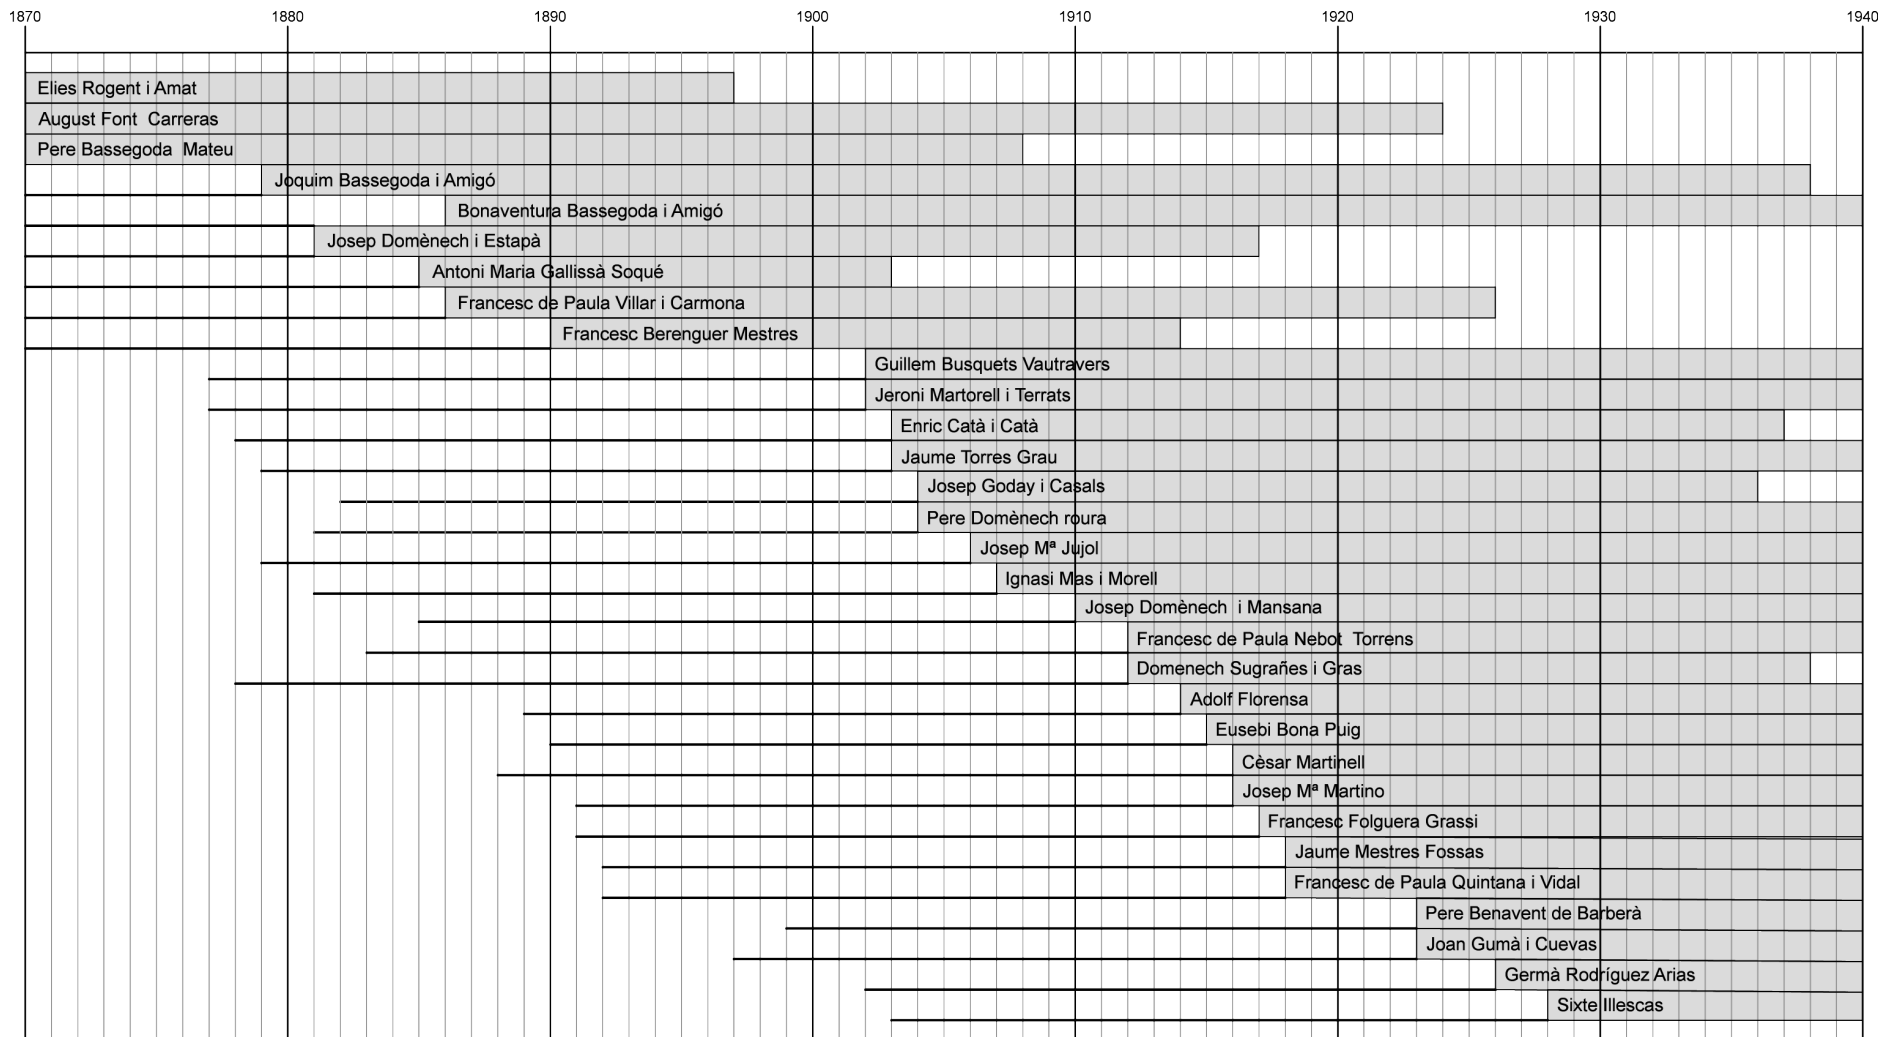 1870 1880 1890 1900 1910 1920 1930 1940
Elies Rogent i Amat
August Font  Carreras
Pere Bassegoda  Mateu
Joquim Bassegoda i Amigó
Bonaventura Bassegoda i Amigó
Josep Domènech i Estapà
Antoni Maria Gallissà Soqué
Francesc de Paula Villar i Carmona
Francesc Berenguer Mestres
Guillem Busquets Vautravers
Jeroni Martorell i Terrats
Enric Catà i Catà
Jaume Torres Grau
Josep Goday i Casals
Pere Domènech roura
Josep Mª Jujol
Ignasi Mas i Morell
Josep Domènech  i Mansana
Francesc de Paula Nebot  Torrens
Domenech Sugrañes i Gras
Adolf Florensa
Eusebi Bona Puig
Cèsar Martinell
Josep Mª Martino
Francesc Folguera Grassi
Jaume Mestres Fossas
Francesc de Paula Quintana i Vidal
Pere Benavent de Barberà
Joan Gumà i Cuevas
Germà Rodríguez Arias
Sixte Illescas